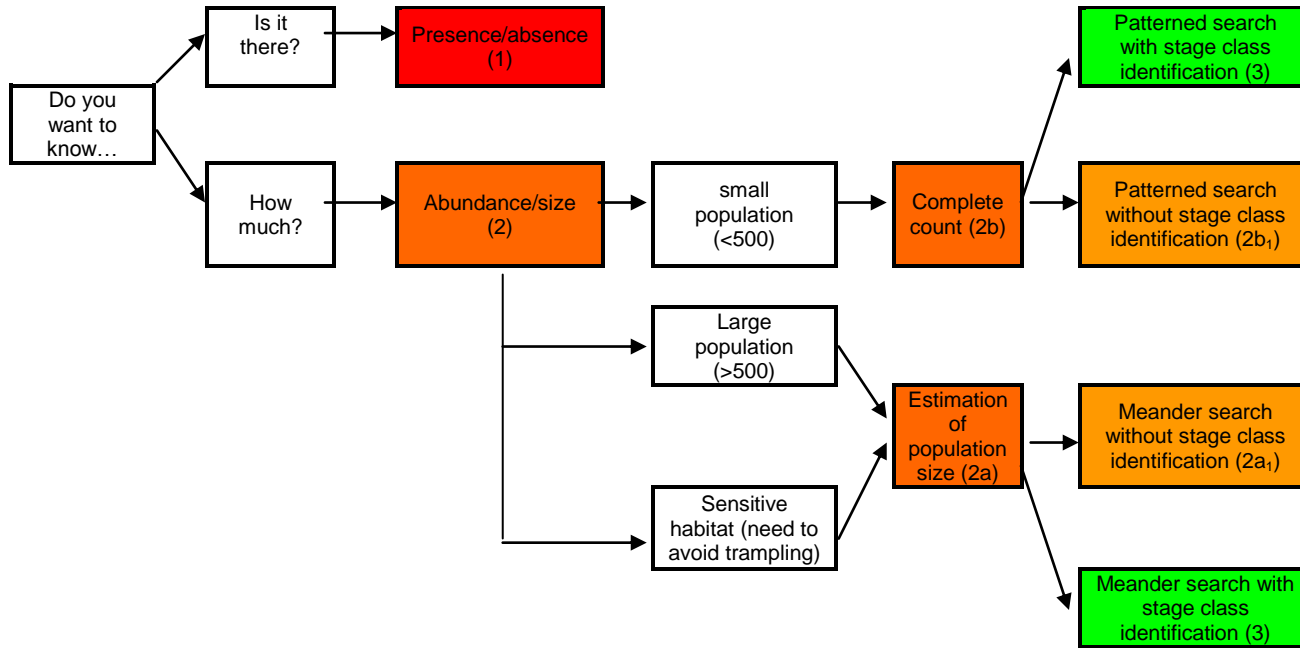 Do you
want to
know…
Is it
there?
Presence/absence
(1)
How
much?
Abundance/size
(2)
small
population
(<500)
Complete
count (2b)
Patterned search
with stage class
identification (3)
Patterned search
without stage class
identification (2b₁)
Large
population
(>500)
Sensitive
habitat (need to
avoid trampling)
Estimation
of
population
size (2a)
Meander search
without stage class
identification (2a₁)
Meander search with
stage class
identification (3)